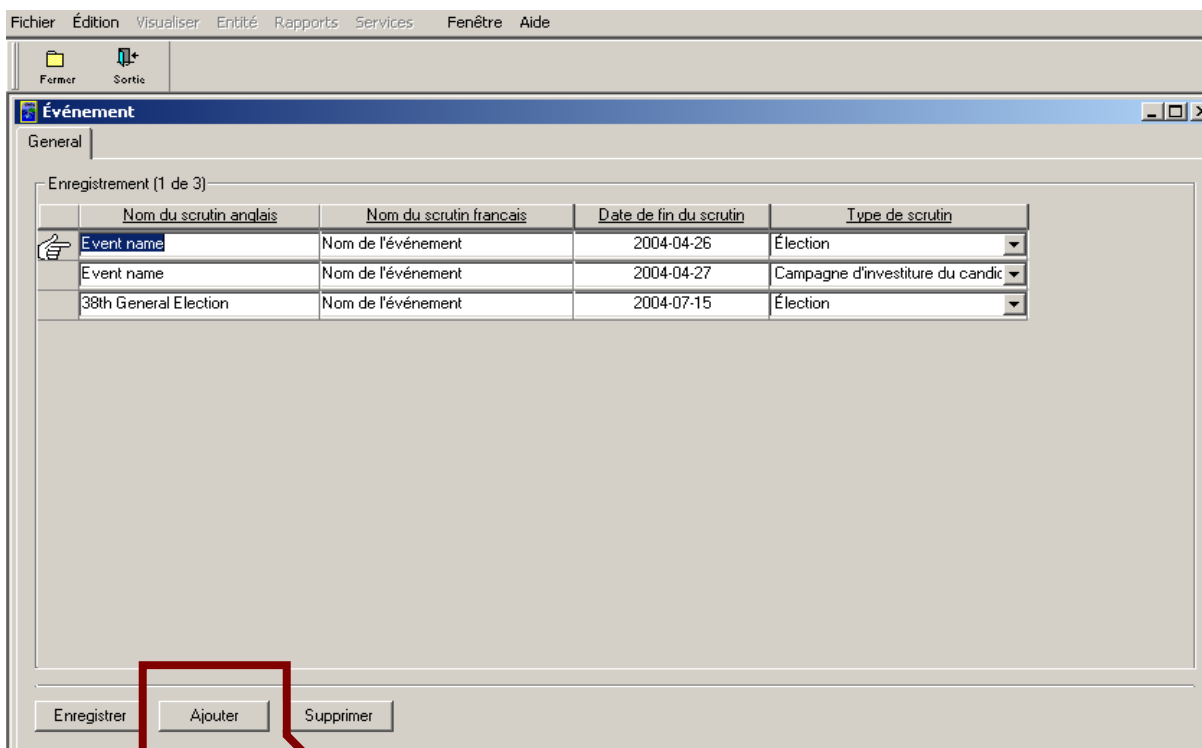 Fichier Édition Visualiser Entité Rapports Services Fenêtre Aide
Fermer Sortie
Événement
General
Enregistrement (1 de 3)
Nom du scrutin anglais Nom du scrutin francais Date de fin du scrutin Type de scrutin
Event name Nom de l'événement 2004-04-26 Élection
Event name Nom de l'événement 2004-04-27 Campagne d'investiture du candic
38th General Election Nom de l'événement 2004-07-15 Élection
Enregistrer Ajouter Supprimer